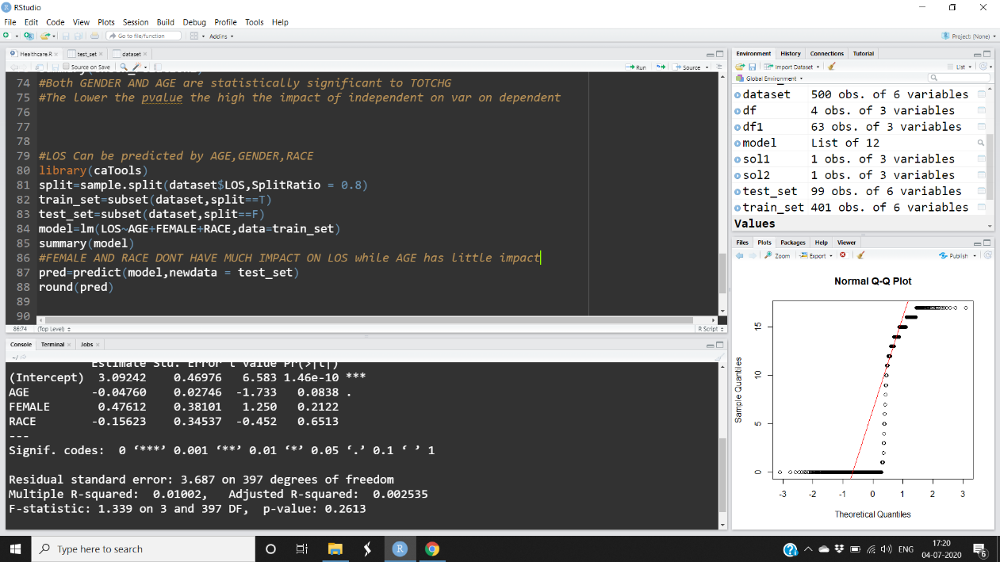 RStudio
File Edit Code View Plots Session Build Debug Profile Tools Help
Go to file/function Addins Project: (None)
Healthcare.R test_set dataset
Source on Save Run Source
74 #Both GENDER AND AGE are statistically significant to TOTCHG
75 #The lower the pvalue the high the impact of independent on var on dependent
76
77
78
79 #LOS Can be predicted by AGE,GENDER,RACE
80 library(caTools)
81 split=sample.split(dataset$LOS,SplitRatio = 0.8)
82 train_set=subset(dataset,split==T)
83 test_set=subset(dataset,split==F)
84 model=lm(LOS~AGE+FEMALE+RACE,data=train_set)
85 summary(model)
86 #FEMALE AND RACE DONT HAVE MUCH IMPACT ON LOS while AGE has little impact
87 pred=predict(model,newdata = test_set)
88 round(pred)
89
90
86:74 (Top Level) R Script
Console Terminal Jobs
~/
Estimate Std. Error t value Pr(>|t|)
(Intercept) 3.09242 0.46976 6.583 1.46e-10 ***
AGE -0.04760 0.02746 -1.733 0.0838 .
FEMALE 0.47612 0.38101 1.250 0.2122
RACE -0.15623 0.34537 -0.452 0.6513
---
Signif. codes: 0 ‘***’ 0.001 ‘**’ 0.01 ‘*’ 0.05 ‘.’ 0.1 ‘ ’ 1
Residual standard error: 3.687 on 397 degrees of freedom
Multiple R-squared: 0.01002, Adjusted R-squared: 0.002535
F-statistic: 1.339 on 3 and 397 DF, p-value: 0.2613
Environment History Connections Tutorial
Import Dataset List
Global Environment
dataset 500 obs. of 6 variables
df 4 obs. of 3 variables
df1 63 obs. of 3 variables
model List of 12
sol1 1 obs. of 3 variables
sol2 1 obs. of 3 variables
test_set 99 obs. of 6 variables
train_set 401 obs. of 6 variables
Values
Files Plots Packages Help Viewer
Zoom Export Publish
Normal Q-Q Plot
Sample Quantiles
15
10
5
0
-3 -2 -1 0 1 2 3
Theoretical Quantiles
Type here to search
R
ENG
17:20
04-07-2020
6